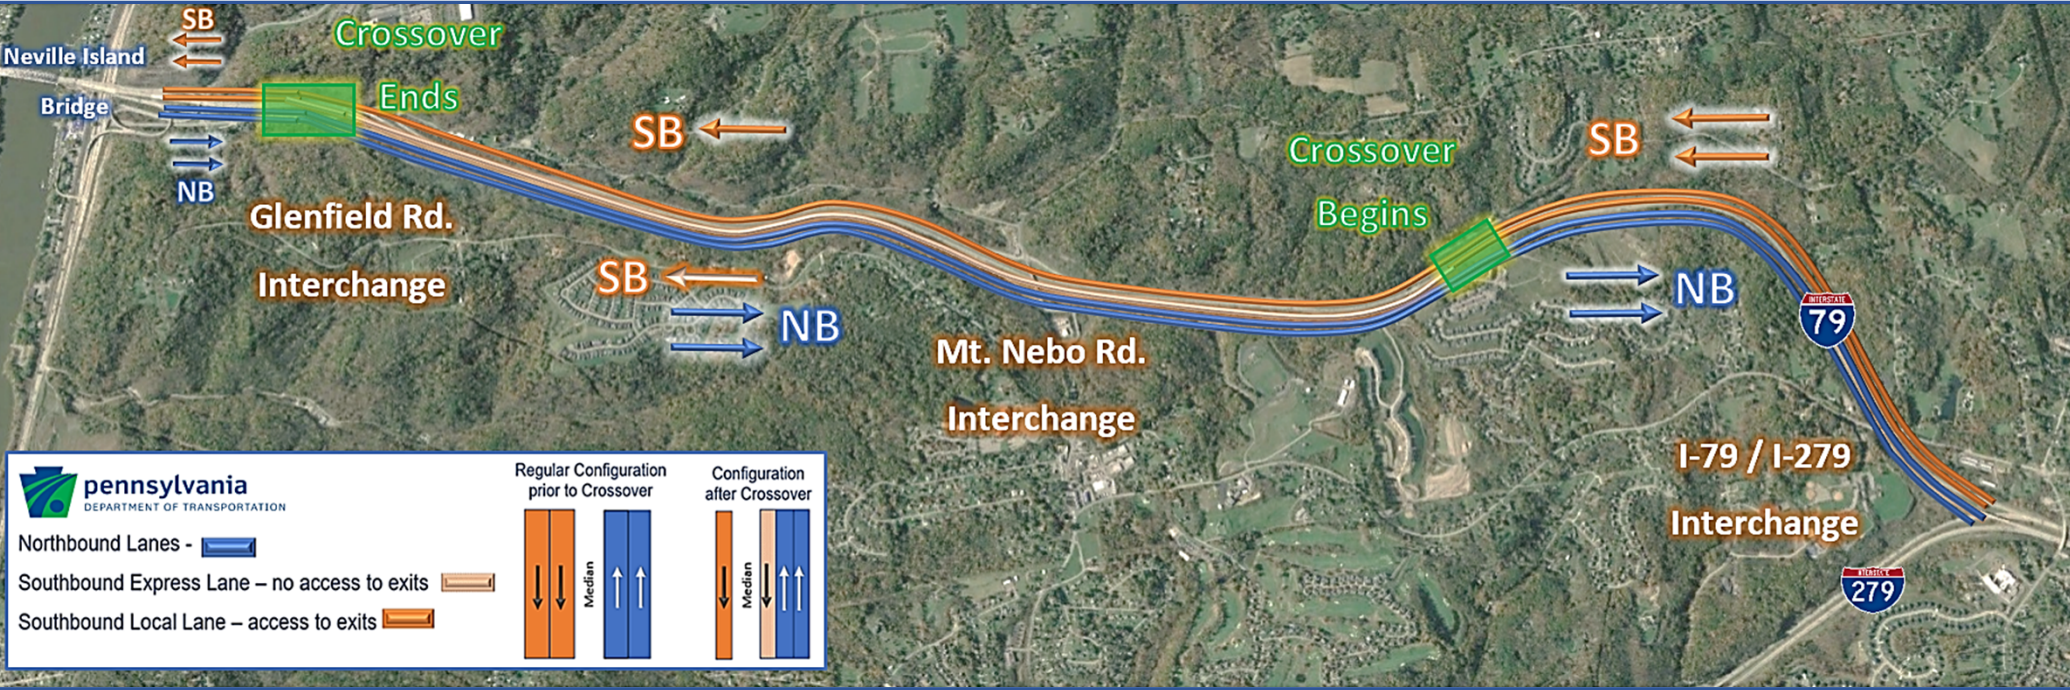 SB
Neville Island
Bridge
NB
Crossover
Ends
Glenfield Rd.
Interchange
SB
SB
NB
Mt. Nebo Rd.
Interchange
Crossover
Begins
SB
NB
INTERSTATE
79
I-79 / I-279
Interchange
INTERSTATE
279
pennsylvania
DEPARTMENT OF TRANSPORTATION
Northbound Lanes -
Southbound Express Lane – no access to exits
Southbound Local Lane – access to exits
Regular Configuration
prior to Crossover
Median
Configuration
after Crossover
Median